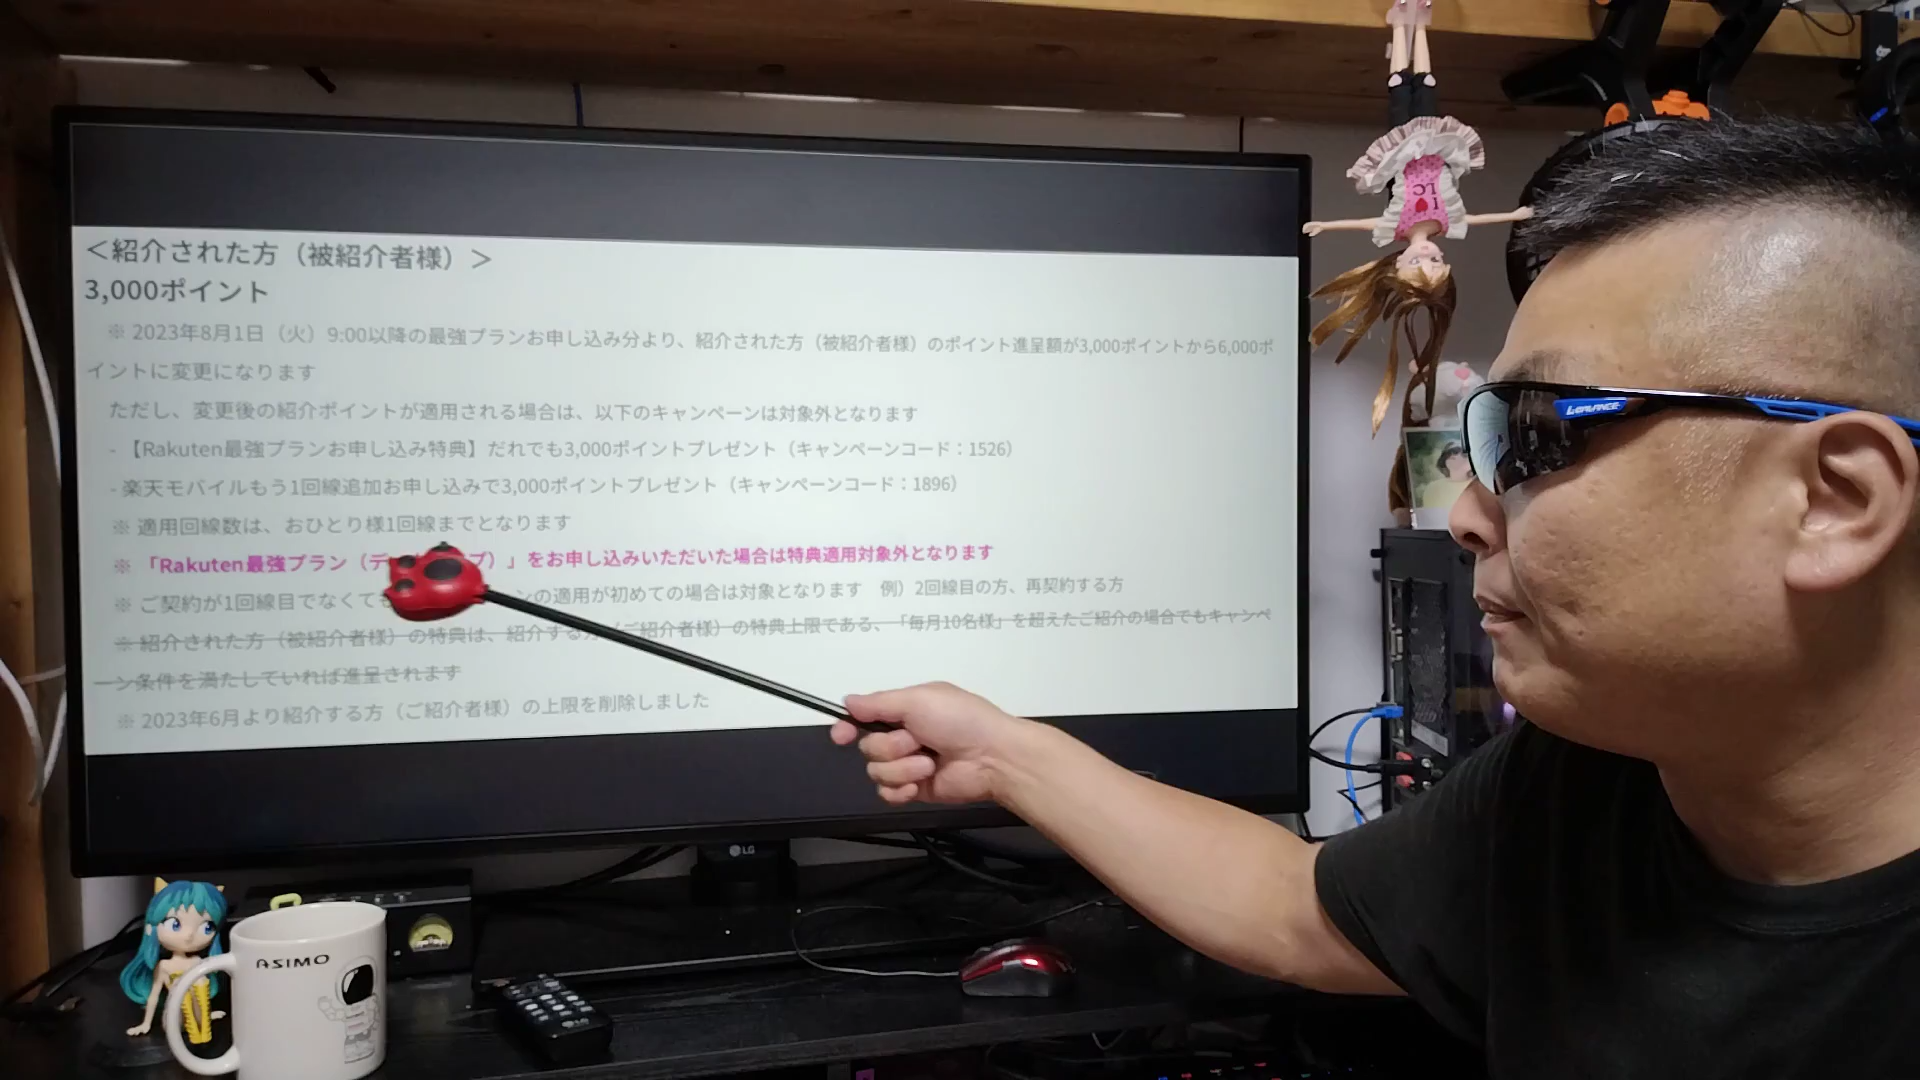 ＜紹介された方（被紹介者様）＞
3,000ポイント
※ 2023年8月1日（火）9:00以降の最強プランお申し込み分より、紹介された方（被紹介者様）のポイント進呈額が3,000ポイントから6,000ポ
イントに変更になります
ただし、変更後の紹介ポイントが適用される場合は、以下のキャンペーンは対象外となります
- 【Rakuten最強プランお申し込み特典】だれでも3,000ポイントプレゼント（キャンペーンコード：1526）
- 楽天モバイルもう1回線追加お申し込みで3,000ポイントプレゼント（キャンペーンコード：1896）
※ 適用回線数は、おひとり様1回線までとなります
※ 「Rakuten最強プラン（デ プ）」をお申し込みいただいた場合は特典適用対象外となります
※ ご契約が1回線目でなくても ンの適用が初めての場合は対象となります 例）2回線目の方、再契約する方
※ 紹介された方（被紹介者様）の特典は、紹介する方（ご紹介者様）の特典上限である、「毎月10名様」を超えたご紹介の場合でもキャンペ
ーン条件を満たしていれば進呈されます
※ 2023年6月より紹介する方（ご紹介者様）の上限を削除しました
LG
ASIMO
I ♥
LC